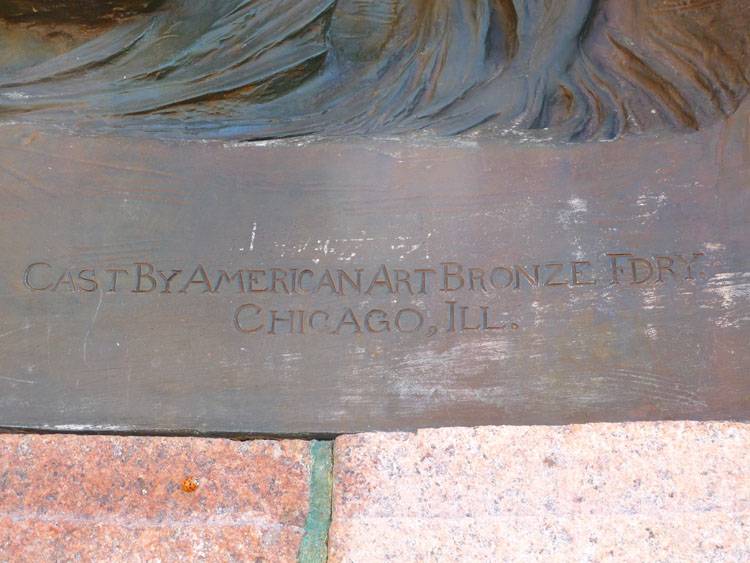 CAST BY AMERICAN ART BRONZE FDRY.
CHICAGO, ILL.